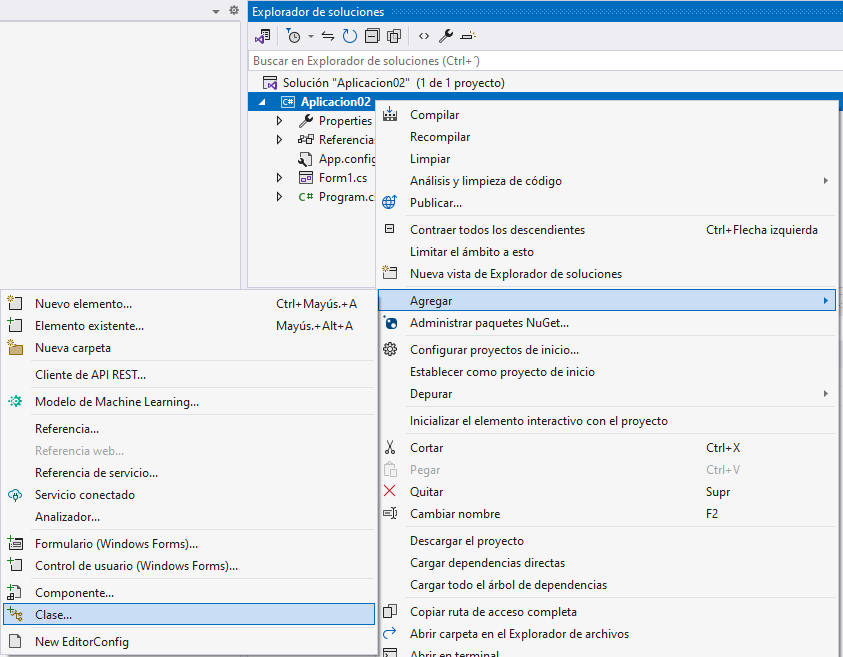 Explorador de soluciones
Buscar en Explorador de soluciones (Ctrl+´)
Solución "Aplicacion02" (1 de 1 proyecto)
C# Aplicacion02
Properties
Referencia
App.config
Form1.cs
C# Program.c
Compilar
Recompilar
Limpiar
Análisis y limpieza de código
Publicar...
Contraer todos los descendientes Ctrl+Flecha izquierda
Limitar el ámbito a esto
Nueva vista de Explorador de soluciones
Agregar
Administrar paquetes NuGet...
Configurar proyectos de inicio...
Establecer como proyecto de inicio
Depurar
Inicializar el elemento interactivo con el proyecto
Cortar Ctrl+X
Pegar Ctrl+V
Quitar Supr
Cambiar nombre F2
Descargar el proyecto
Cargar dependencias directas
Cargar todo el árbol de dependencias
Copiar ruta de acceso completa
Abrir carpeta en el Explorador de archivos
Abrir en terminal
Nuevo elemento... Ctrl+Mayús.+A
Elemento existente... Mayús.+Alt+A
Nueva carpeta
Cliente de API REST...
Modelo de Machine Learning...
Referencia...
Referencia web...
Referencia de servicio...
Servicio conectado
Analizador...
Formulario (Windows Forms)...
Control de usuario (Windows Forms)...
Componente...
Clase...
New EditorConfig